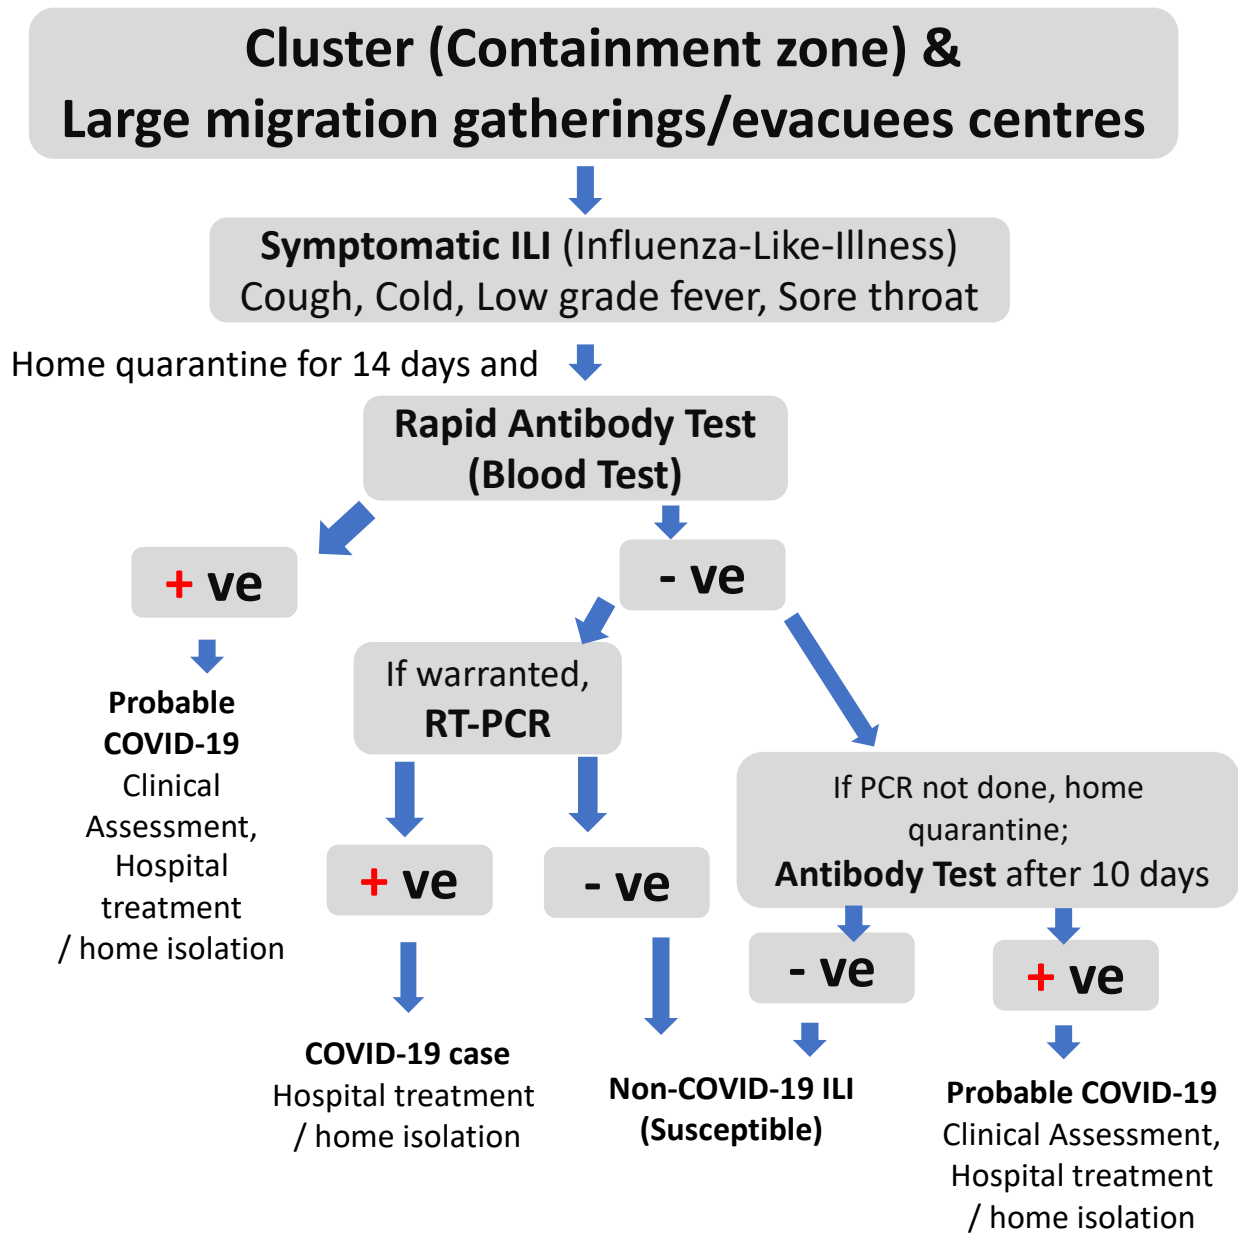 Cluster (Containment zone) &
Large migration gatherings/evacuees centres
Symptomatic ILI (Influenza-Like-Illness)
Cough, Cold, Low grade fever, Sore throat
Home quarantine for 14 days and
Rapid Antibody Test
(Blood Test)
+ ve
- ve
Probable
COVID-19
Clinical
Assessment,
Hospital
treatment
/ home isolation
If warranted,
RT-PCR
If PCR not done, home
quarantine;
Antibody Test after 10 days
+ ve
- ve
- ve
+ ve
COVID-19 case
Hospital treatment
/ home isolation
Non-COVID-19 ILI
(Susceptible)
Probable COVID-19
Clinical Assessment,
Hospital treatment
/ home isolation